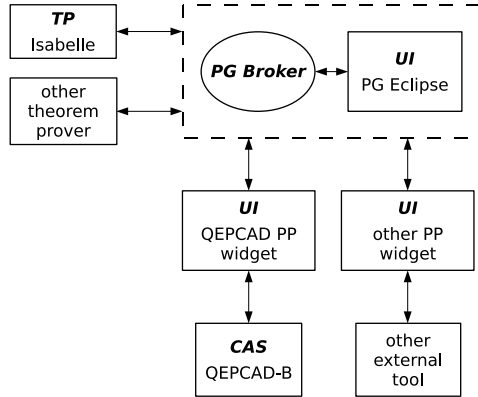 TP
Isabelle
other
theorem
prover
PG Broker
UI
PG Eclipse
UI
QEPCAD PP
widget
UI
other PP
widget
CAS
QEPCAD-B
other
external
tool